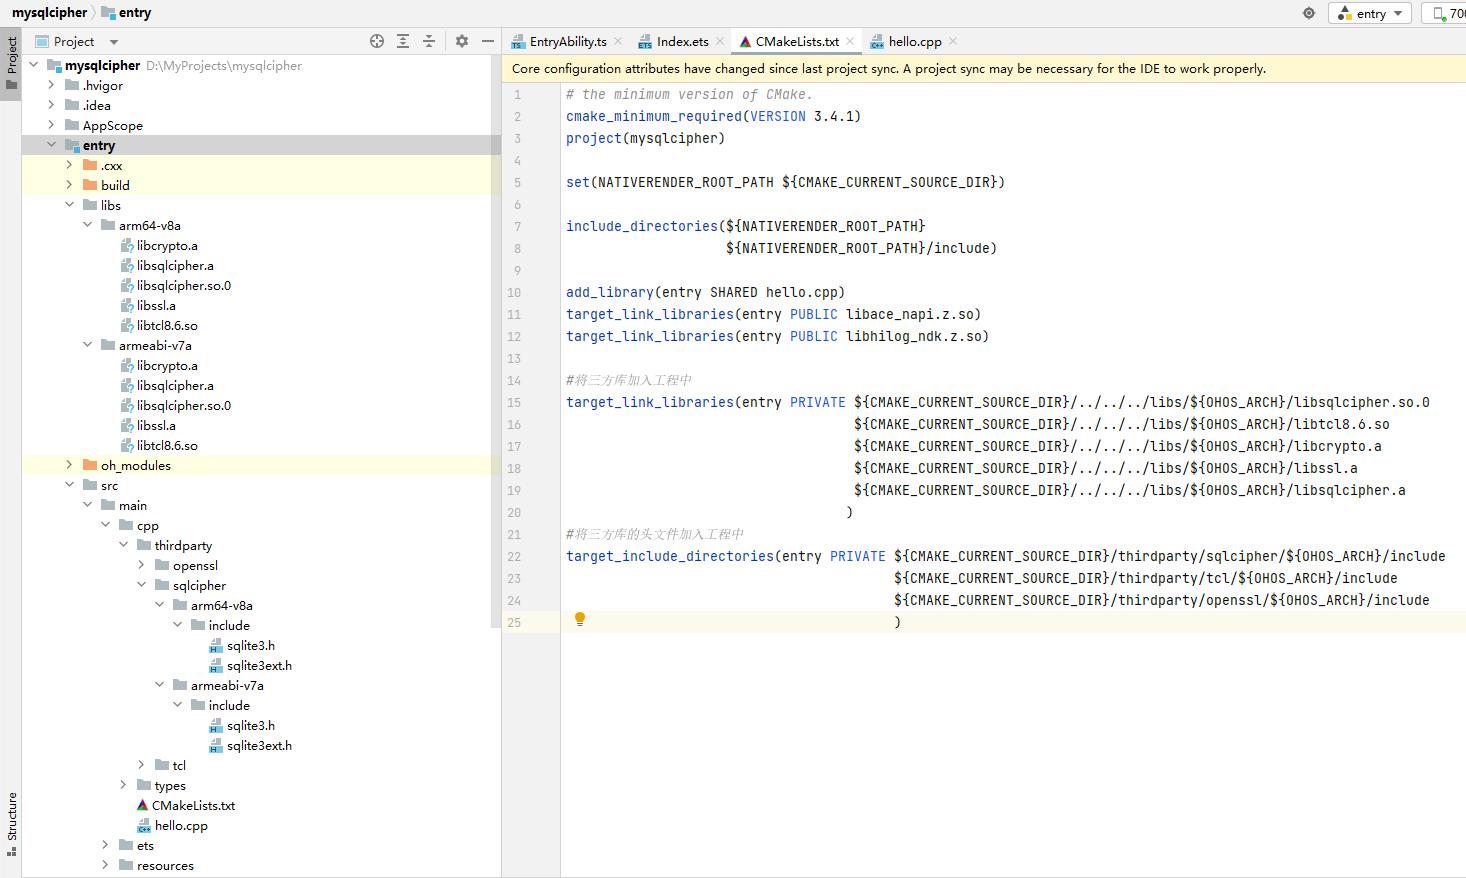 mysqlcipher entry
entry
700
Project
EntryAbility.ts
Index.ets
CMakeLists.txt
hello.cpp
Project
Structure
mysqlcipher D:\MyProjects\mysqlcipher
.hvigor
.idea
AppScope
entry
.cxx
build
libs
arm64-v8a
libcrypto.a
libsqlcipher.a
libsqlcipher.so.0
libssl.a
libtcl8.6.so
armeabi-v7a
libcrypto.a
libsqlcipher.a
libsqlcipher.so.0
libssl.a
libtcl8.6.so
oh_modules
src
main
cpp
thirdparty
openssl
sqlcipher
arm64-v8a
include
sqlite3.h
sqlite3ext.h
armeabi-v7a
include
sqlite3.h
sqlite3ext.h
tcl
types
CMakeLists.txt
hello.cpp
ets
resources
Core configuration attributes have changed since last project sync. A project sync may be necessary for the IDE to work properly.
1 # the minimum version of CMake.
2 cmake_minimum_required(VERSION 3.4.1)
3 project(mysqlcipher)
4
5 set(NATIVERENDER_ROOT_PATH ${CMAKE_CURRENT_SOURCE_DIR})
6
7 include_directories(${NATIVERENDER_ROOT_PATH}
8 ${NATIVERENDER_ROOT_PATH}/include)
9
10 add_library(entry SHARED hello.cpp)
11 target_link_libraries(entry PUBLIC libace_napi.z.so)
12 target_link_libraries(entry PUBLIC libhilog_ndk.z.so)
13
14 #将三方库加入工程中
15 target_link_libraries(entry PRIVATE ${CMAKE_CURRENT_SOURCE_DIR}/../../../libs/${OHOS_ARCH}/libsqlcipher.so.0
16 ${CMAKE_CURRENT_SOURCE_DIR}/../../../libs/${OHOS_ARCH}/libtcl8.6.so
17 ${CMAKE_CURRENT_SOURCE_DIR}/../../../libs/${OHOS_ARCH}/libcrypto.a
18 ${CMAKE_CURRENT_SOURCE_DIR}/../../../libs/${OHOS_ARCH}/libssl.a
19 ${CMAKE_CURRENT_SOURCE_DIR}/../../../libs/${OHOS_ARCH}/libsqlcipher.a
20 )
21 #将三方库的头文件加入工程中
22 target_include_directories(entry PRIVATE ${CMAKE_CURRENT_SOURCE_DIR}/thirdparty/sqlcipher/${OHOS_ARCH}/include
23 ${CMAKE_CURRENT_SOURCE_DIR}/thirdparty/tcl/${OHOS_ARCH}/include
24 ${CMAKE_CURRENT_SOURCE_DIR}/thirdparty/openssl/${OHOS_ARCH}/include
25 )